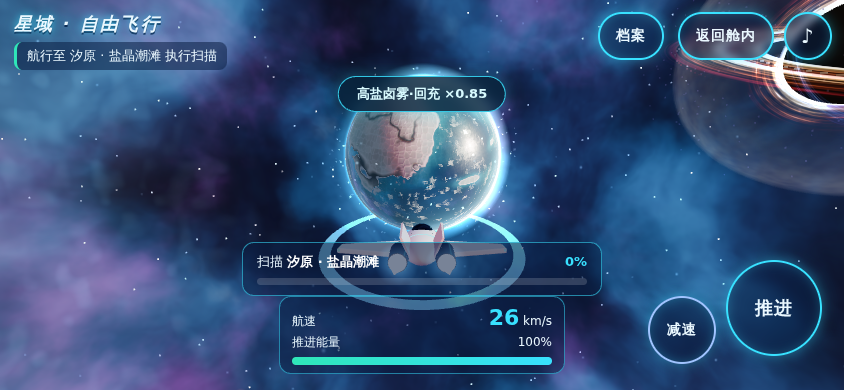 星域 · 自由飞行
航行至 汐原 · 盐晶潮滩 执行扫描
档案
返回舱内
♪
高盐卤雾·回充 ×0.85
扫描 汐原 · 盐晶潮滩 0%
航速 26 km/s
推进能量 100%
减速
推进